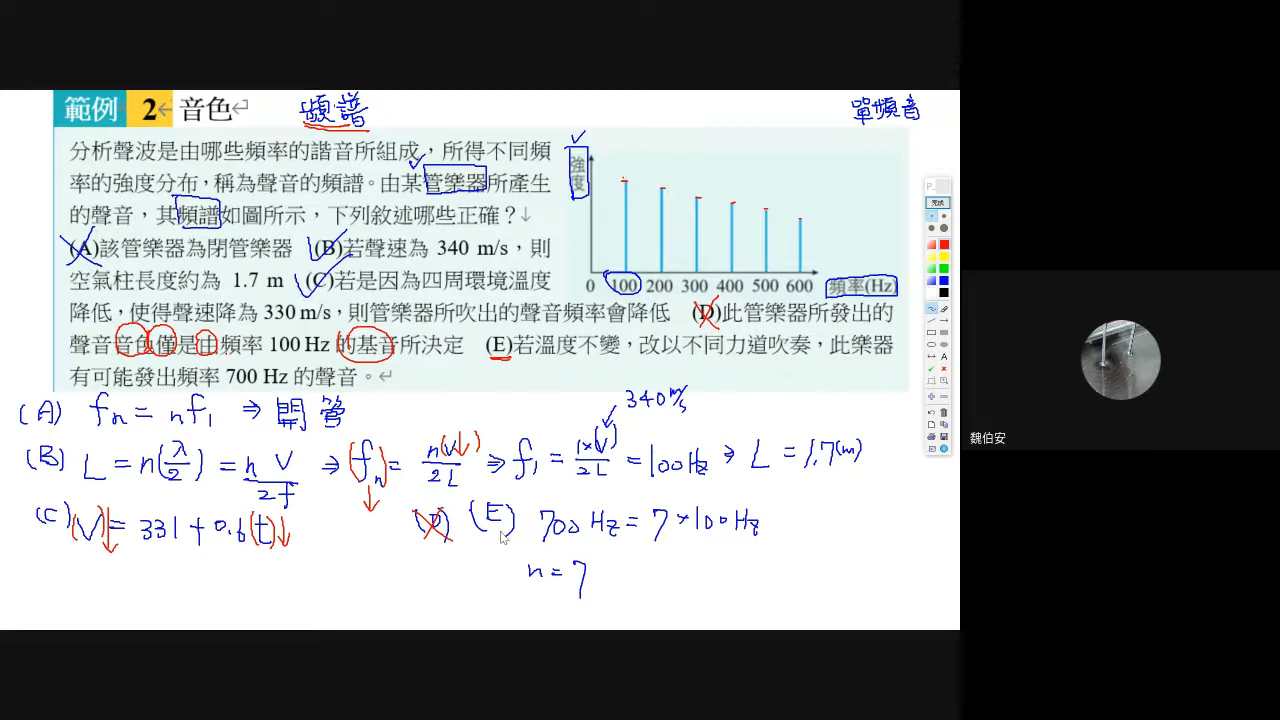 範例 2 音色 頻譜 單頻音
分析聲波是由哪些頻率的諧音所組成，所得不同頻
率的強度分布，稱為聲音的頻譜。由某管樂器所產生
的聲音，其頻譜如圖所示，下列敘述哪些正確？
(A)該管樂器為閉管樂器 (B)若聲速為 340 m/s，則
空氣柱長度約為 1.7 m (C)若是因為四周環境溫度
降低，使得聲速降為 330 m/s，則管樂器所吹出的聲音頻率會降低 (D)此管樂器所發出的
聲音音色僅是由頻率 100 Hz 的基音所決定 (E)若溫度不變，改以不同力道吹奏，此樂器
有可能發出頻率 700 Hz 的聲音。
強度
0 100 200 300 400 500 600 頻率(Hz)
(A) fn = nf1 ⇒ 開管
340 m/s
(B) L = n(λ/2) = n V/2f ⇒ fn = nV/2L ⇒ f1 = 1×V/2L = 100Hz ⇒ L = 1.7(m)
(C) V = 331 + 0.6 t (D) (E) 700 Hz = 7 × 100Hz
n = 7
完成
魏伯安